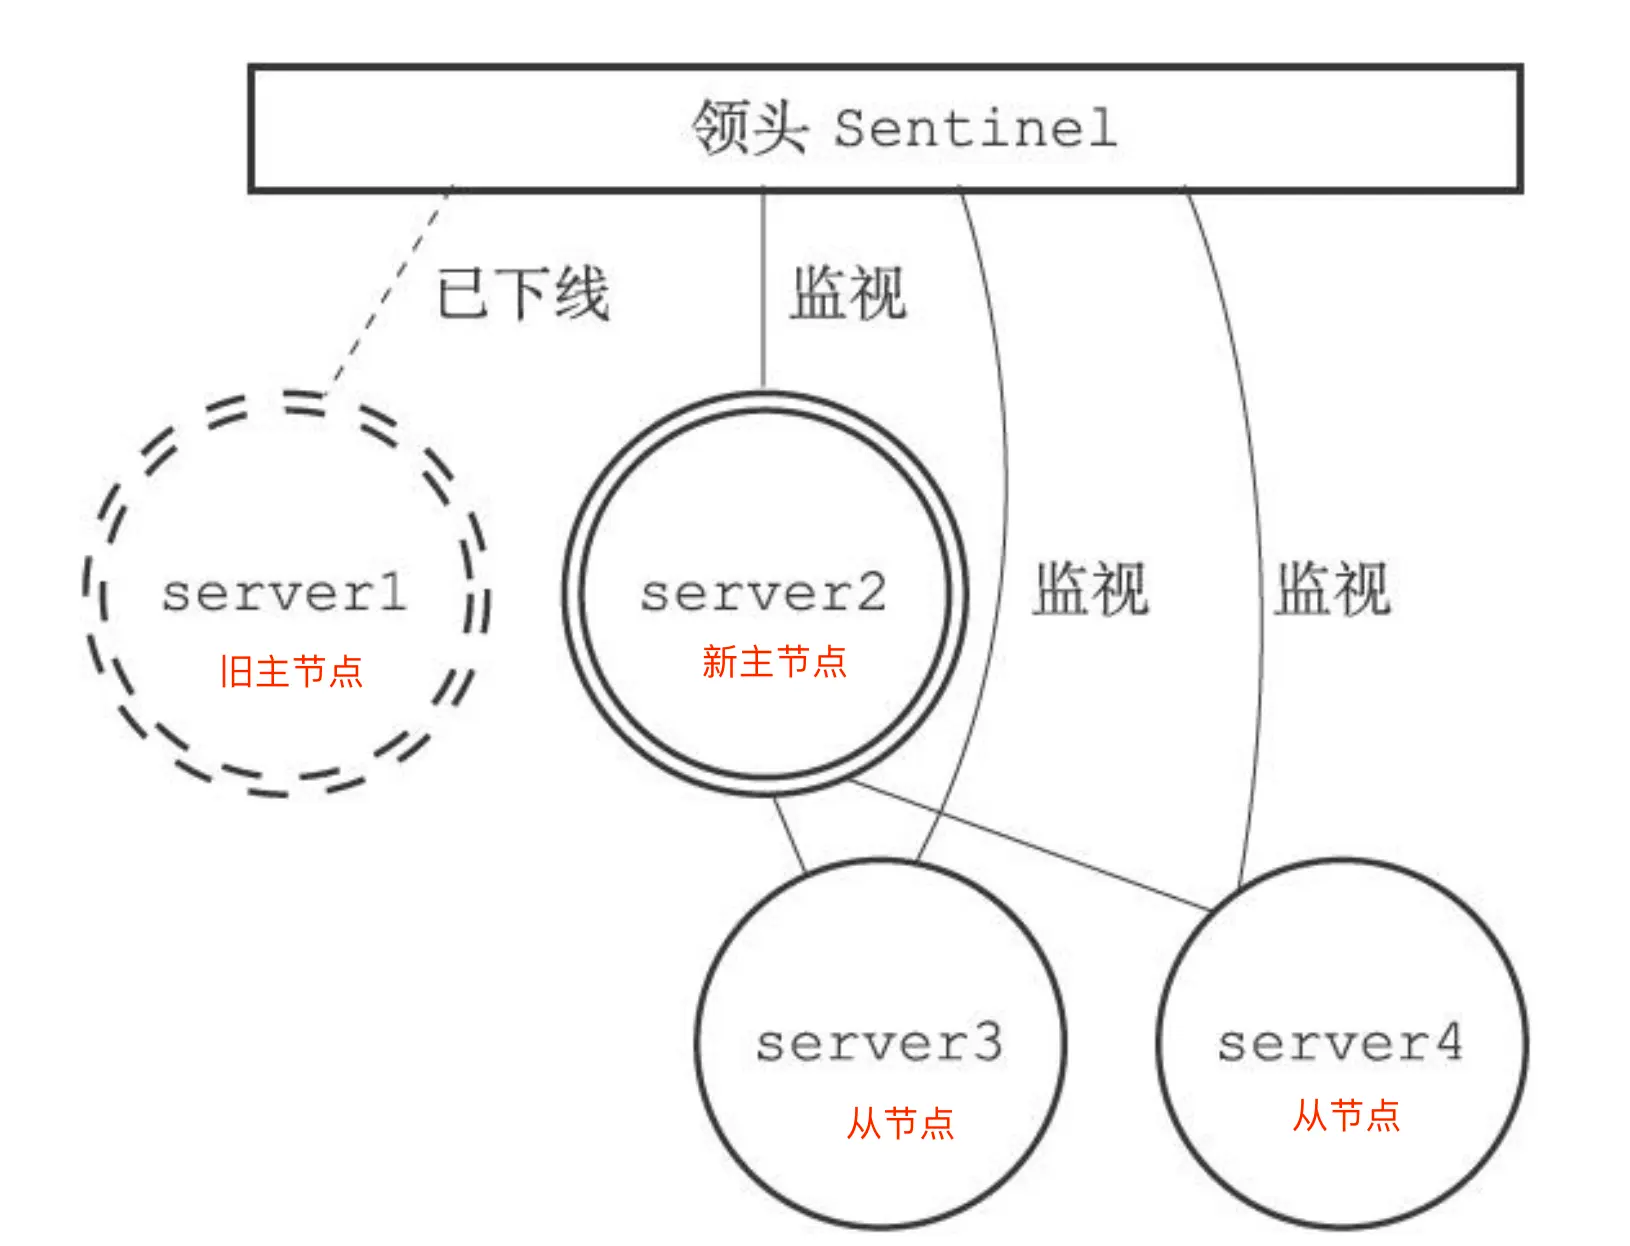 领头 Sentinel
已下线
监视
server1
旧主节点
server2
新主节点
监视
监视
server3
从节点
server4
从节点